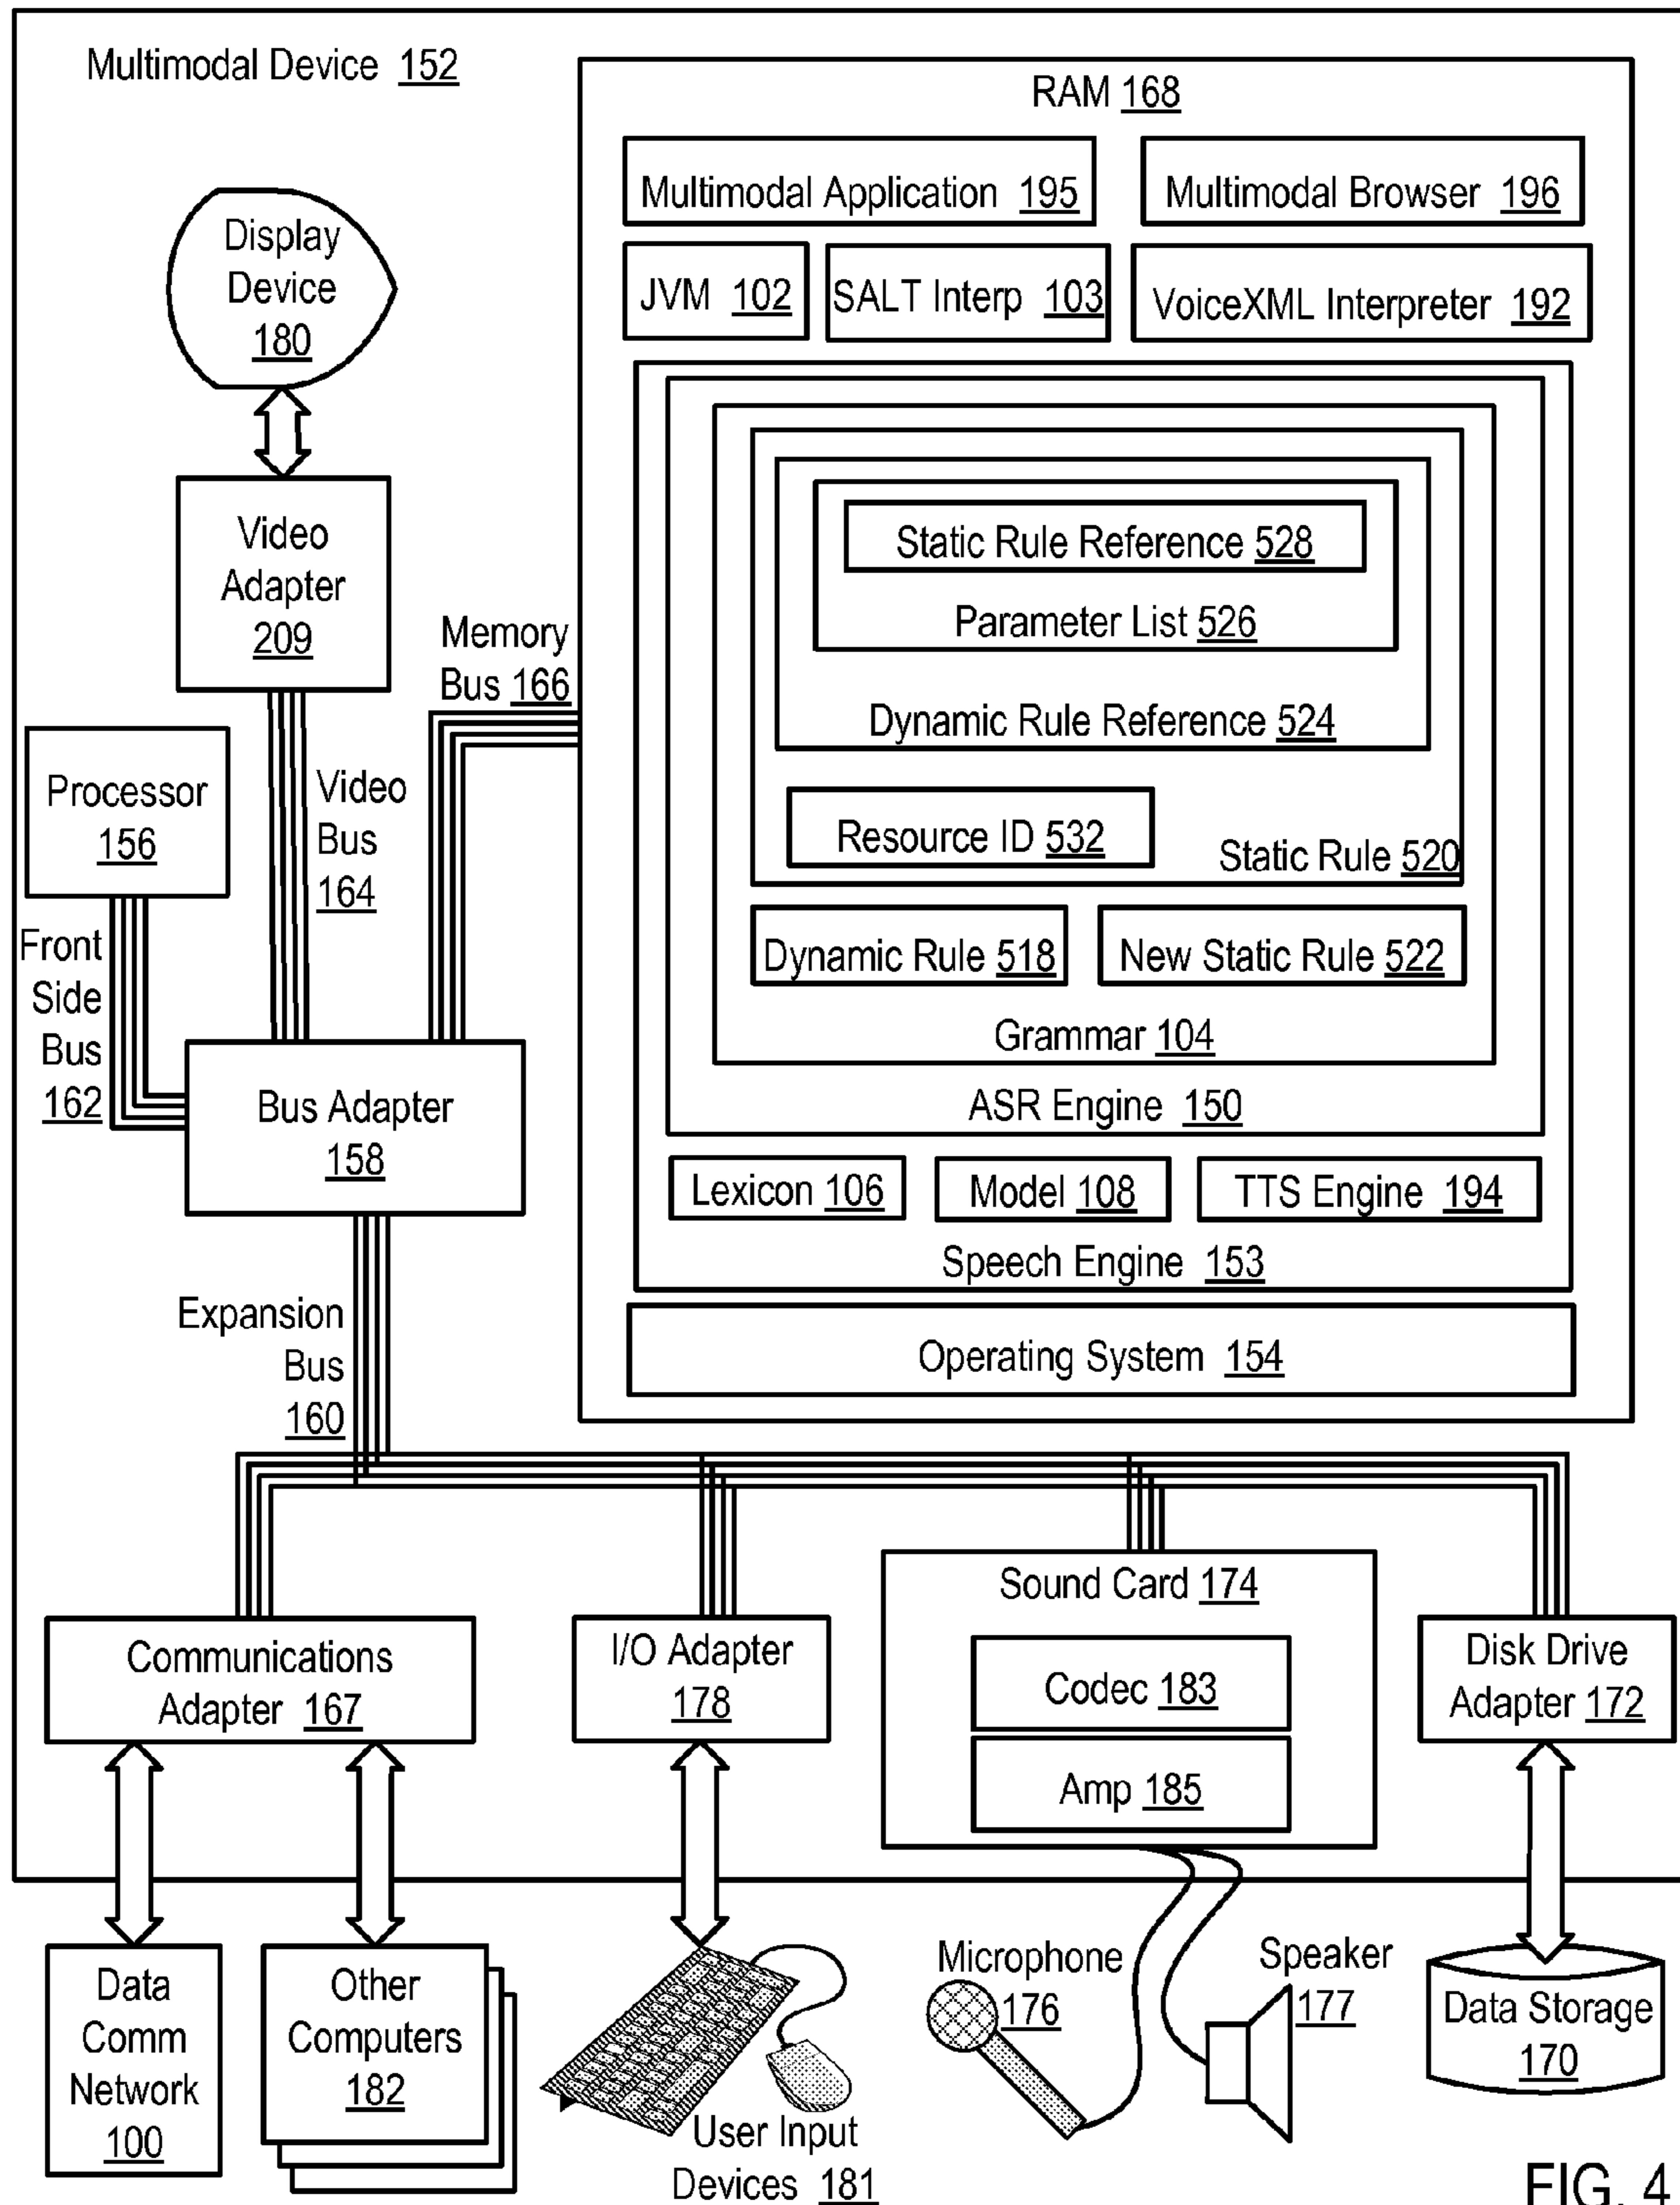 Multimodal Device 152
RAM 168
Multimodal Application 195
Multimodal Browser 196
JVM 102
SALT Interp 103
VoiceXML Interpreter 192
Display
Device
180
Static Rule Reference 528
Parameter List 526
Dynamic Rule Reference 524
Resource ID 532
Static Rule 520
Dynamic Rule 518
New Static Rule 522
Grammar 104
ASR Engine 150
Lexicon 106
Model 108
TTS Engine 194
Speech Engine 153
Operating System 154
Video
Adapter
209
Memory
Bus 166
Processor
156
Video
Bus
164
Front
Side
Bus
162
Bus Adapter
158
Expansion
Bus
160
Communications
Adapter 167
I/O Adapter
178
Sound Card 174
Codec 183
Amp 185
Disk Drive
Adapter 172
Data
Comm
Network
100
Other
Computers
182
User Input
Devices 181
Microphone
176
Speaker
177
Data Storage
170
FIG. 4